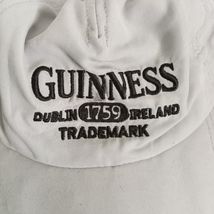 GUINNESS
DUBLIN 1759 IRELAND
TRADEMARK